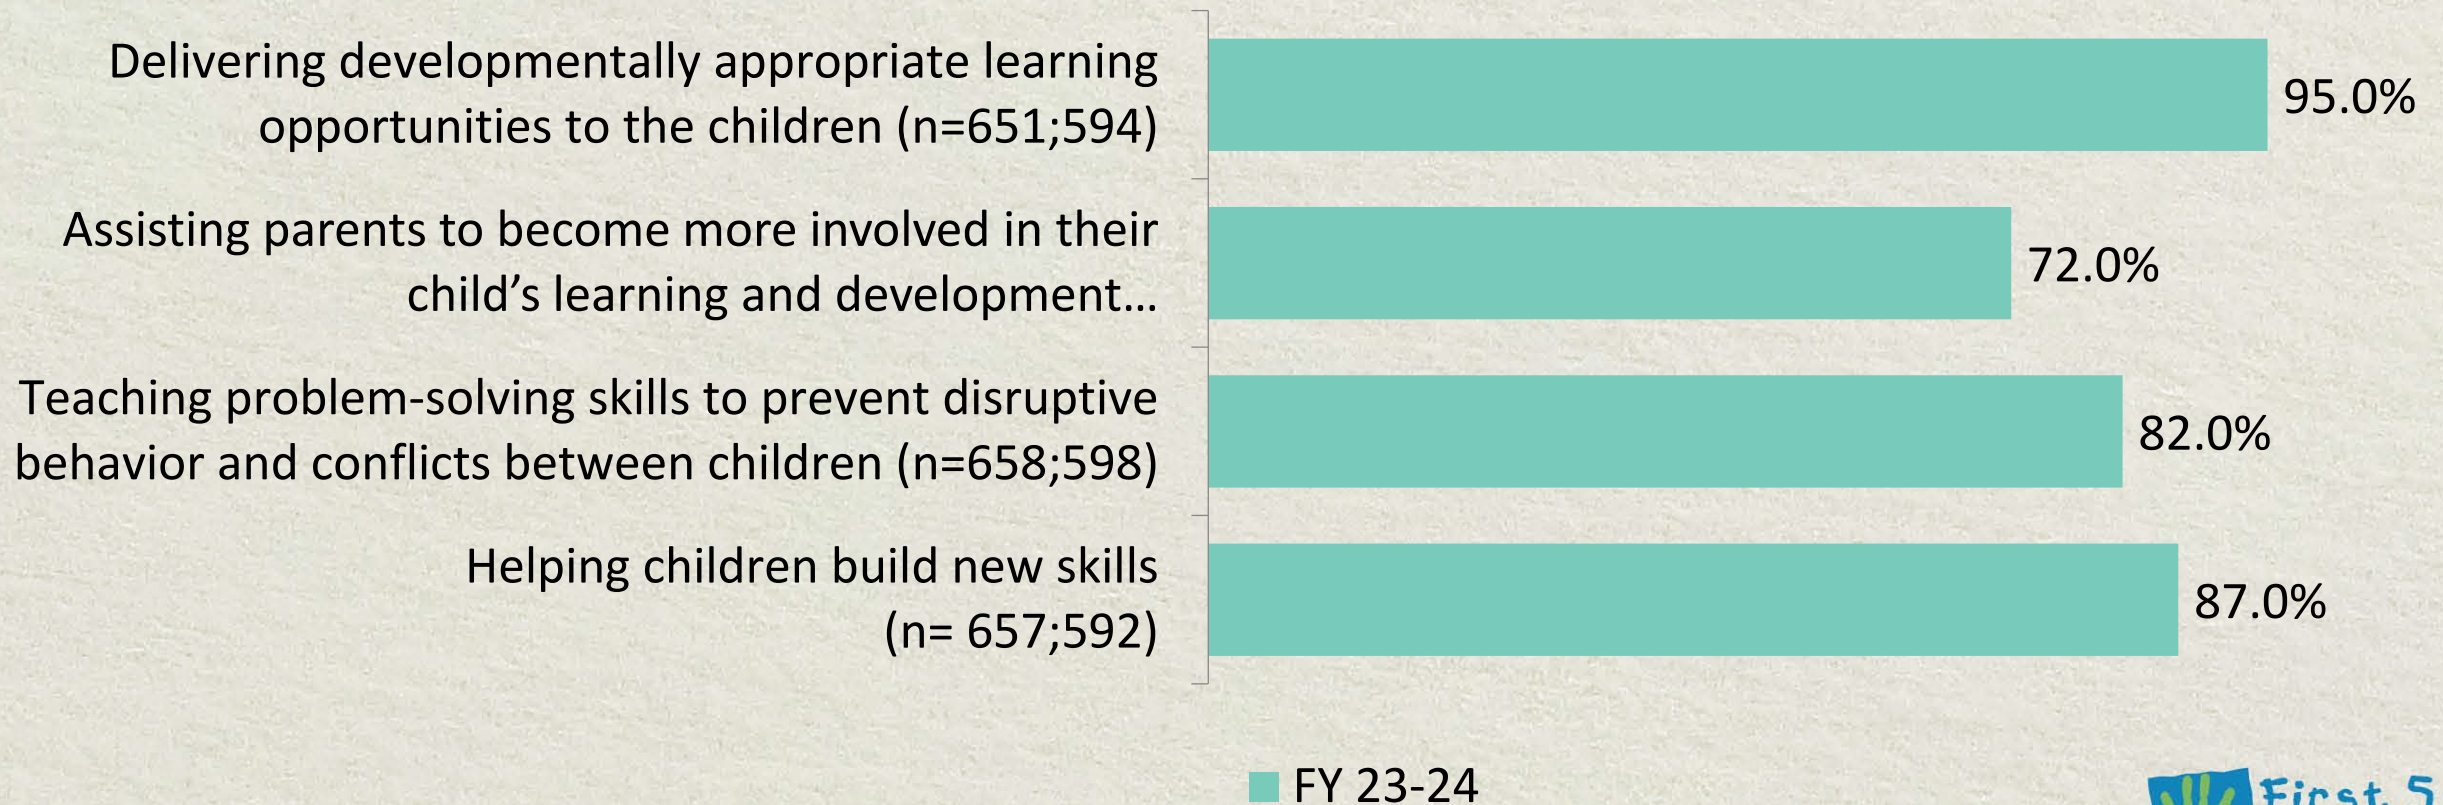 Delivering developmentally appropriate learning
opportunities to the children (n=651;594)
95.0%
Assisting parents to become more involved in their
child’s learning and development…
72.0%
Teaching problem-solving skills to prevent disruptive
behavior and conflicts between children (n=658;598)
82.0%
Helping children build new skills
(n= 657;592)
87.0%
FY 23-24
First 5